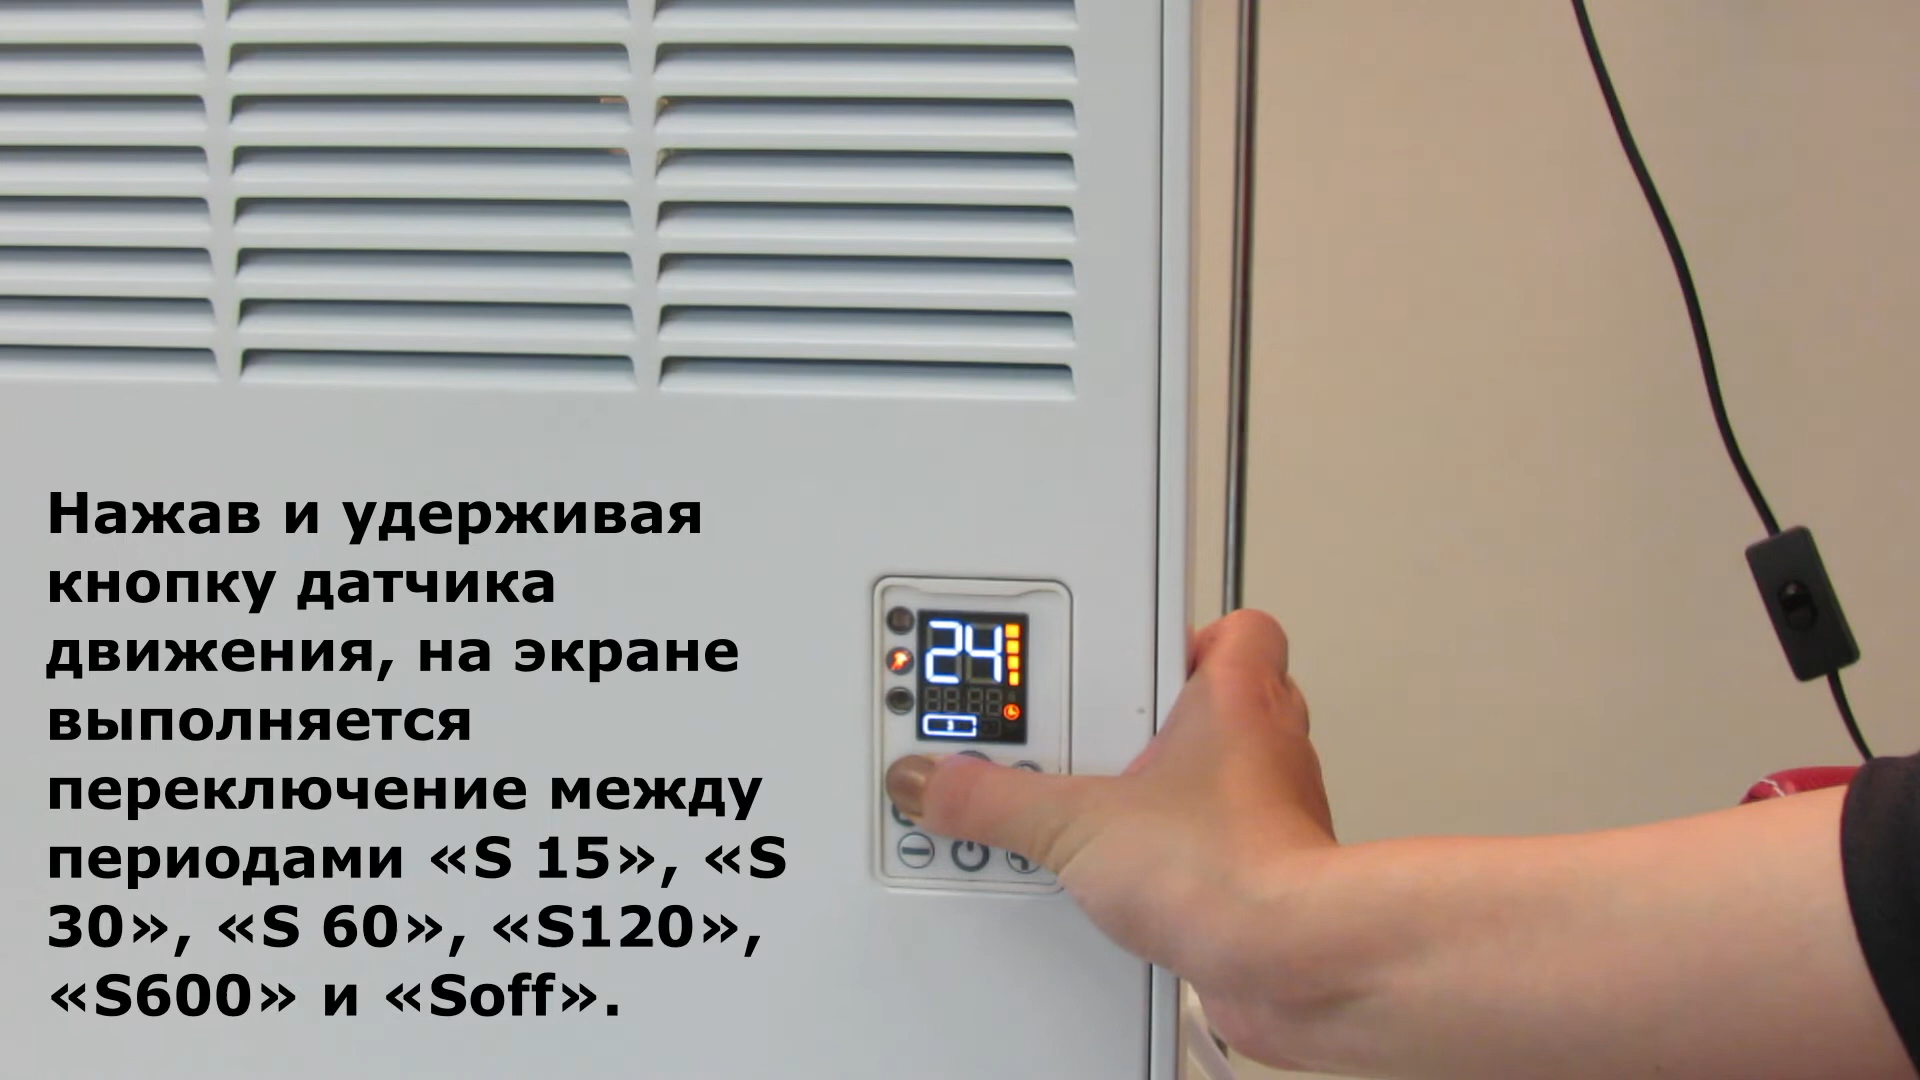 Нажав и удерживая
кнопку датчика
движения, на экране
выполняется
переключение между
периодами «S 15», «S
30», «S 60», «S120»,
«S600» и «Soff».
24